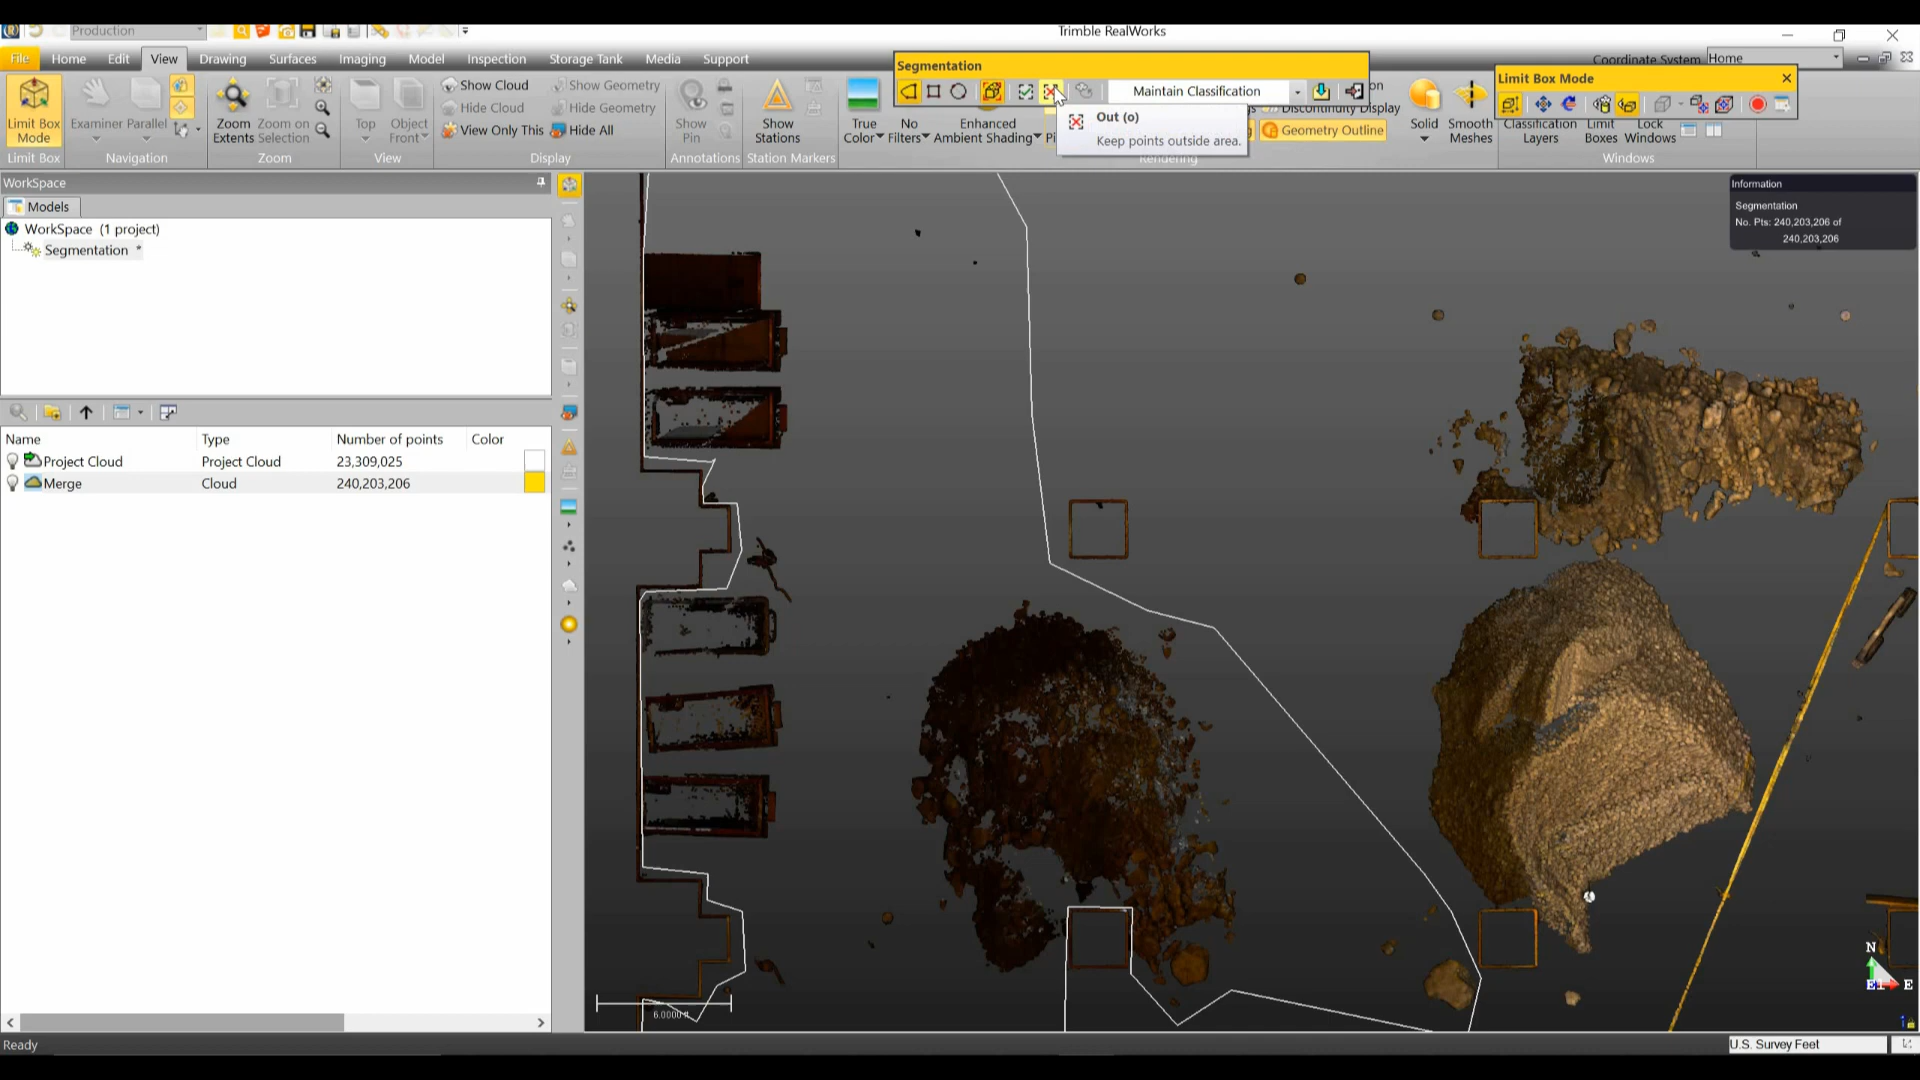 Production
Trimble RealWorks
File Home Edit View Drawing Surfaces Imaging Model Inspection Storage Tank Media Support
Coordinate System Home
Segmentation
Limit Box Mode
Maintain Classification
Out (o)
Keep points outside area.
Limit Box
Mode
Examiner
Parallel
Zoom
Extents
Zoom on
Selection
Top
Object
Front
Show Cloud
Hide Cloud
View Only This
Show Geometry
Hide Geometry
Hide All
Show
Pin
Show
Stations
True
Color
No
Filters
Enhanced
Ambient Shading
Discontinuity Display
Geometry Outline
Solid
Smooth
Meshes
Classification
Layers
Limit
Boxes
Lock
Windows
Limit Box
Navigation
Zoom
View
Display
Annotations
Station Markers
Rendering
Windows
WorkSpace
Models
WorkSpace (1 project)
Segmentation *
Name Type Number of points Color
Project Cloud Project Cloud 23,309,025
Merge Cloud 240,203,206
Information
Segmentation
No. Pts: 240,203,206 of
240,203,206
6.0000 ft
N
E
Ready
U.S. Survey Feet